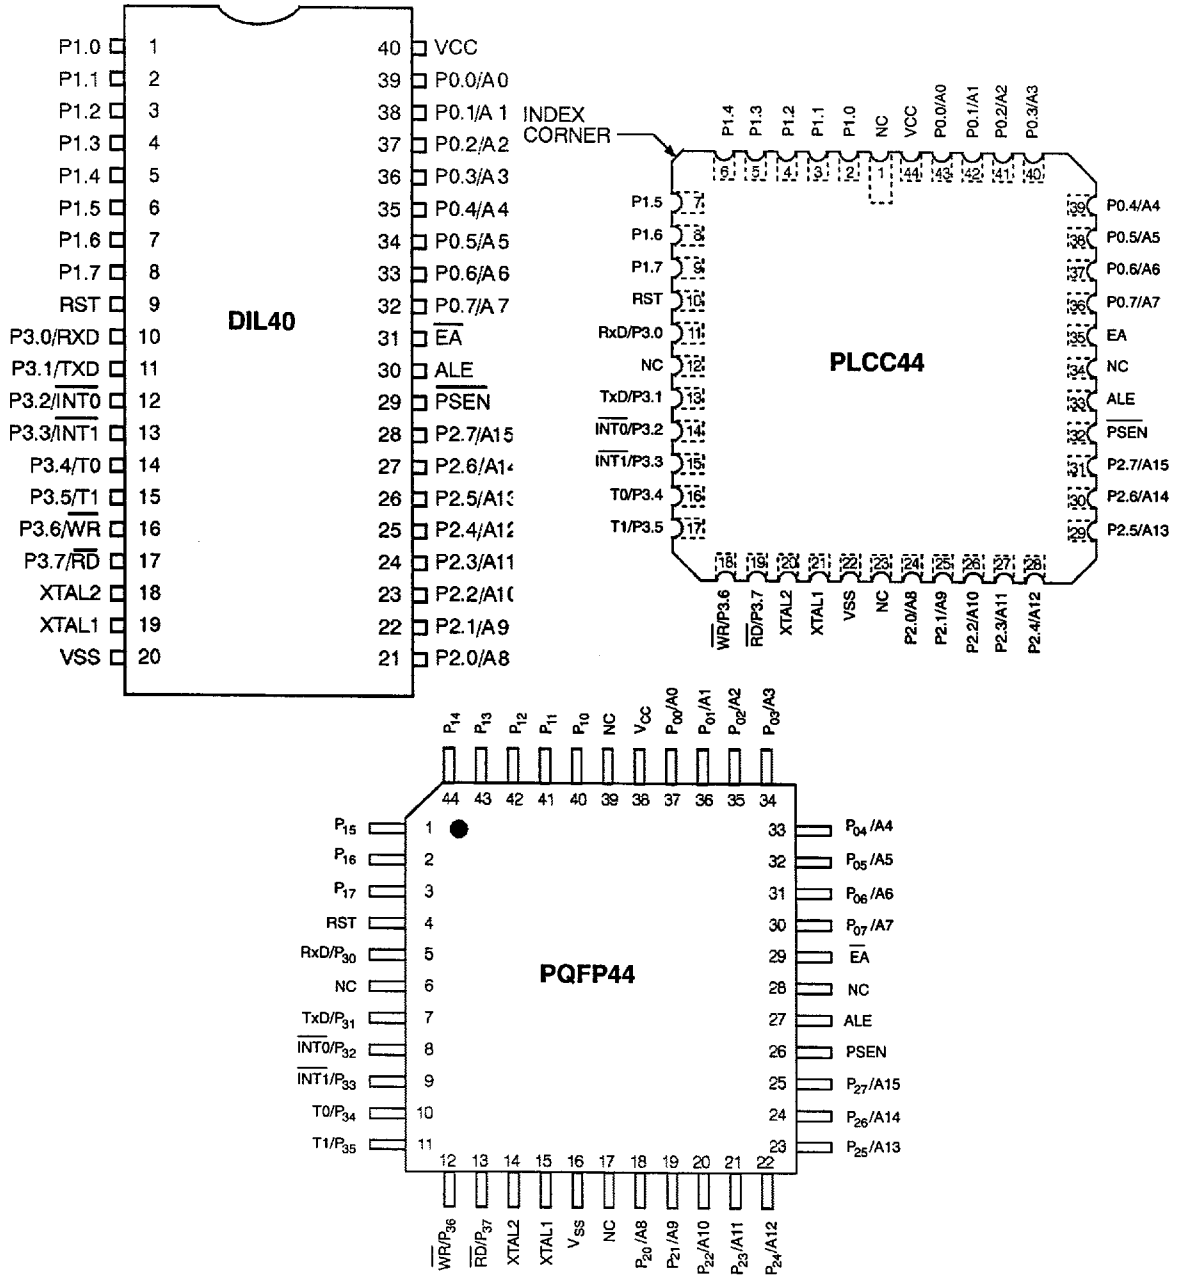 P1.0 1 40 VCC
P1.1 2 39 P0.0/A0
P1.2 3 38 P0.1/A1
P1.3 4 37 P0.2/A2
P1.4 5 36 P0.3/A3
P1.5 6 35 P0.4/A4
P1.6 7 34 P0.5/A5
P1.7 8 33 P0.6/A6
RST 9 32 P0.7/A7
DIL40
P3.0/RXD 10 31 EA
P3.1/TXD 11 30 ALE
P3.2/INT0 12 29 PSEN
P3.3/INT1 13 28 P2.7/A15
P3.4/T0 14 27 P2.6/A14
P3.5/T1 15 26 P2.5/A13
P3.6/WR 16 25 P2.4/A12
P3.7/RD 17 24 P2.3/A11
XTAL2 18 23 P2.2/A10
XTAL1 19 22 P2.1/A9
VSS 20 21 P2.0/A8
INDEX
CORNER
P1.4 P1.3 P1.2 P1.1 P1.0 NC VCC P0.0/A0 P0.1/A1 P0.2/A2 P0.3/A3
6 5 4 3 2 1 44 43 42 41 40
P1.5 7 39 P0.4/A4
P1.6 8 38 P0.5/A5
P1.7 9 37 P0.6/A6
RST 10 36 P0.7/A7
RxD/P3.0 11 35 EA
PLCC44
NC 12 34 NC
TxD/P3.1 13 33 ALE
INT0/P3.2 14 32 PSEN
INT1/P3.3 15 31 P2.7/A15
T0/P3.4 16 30 P2.6/A14
T1/P3.5 17 29 P2.5/A13
18 19 20 21 22 23 24 25 26 27 28
WR/P3.6 RD/P3.7 XTAL2 XTAL1 VSS NC P2.0/A8 P2.1/A9 P2.2/A10 P2.3/A11 P2.4/A12
P14 P13 P12 P11 P10 NC VCC P00/A0 P01/A1 P02/A2 P03/A3
44 43 42 41 40 39 38 37 36 35 34
P15 1 33 P04/A4
P16 2 32 P05/A5
P17 3 31 P06/A6
RST 4 30 P07/A7
RxD/P30 5 29 EA
PQFP44
NC 6 28 NC
TxD/P31 7 27 ALE
INT0/P32 8 26 PSEN
INT1/P33 9 25 P27/A15
T0/P34 10 24 P26/A14
T1/P35 11 23 P25/A13
12 13 14 15 16 17 18 19 20 21 22
WR/P36 RD/P37 XTAL2 XTAL1 VSS NC P20/A8 P21/A9 P22/A10 P23/A11 P24/A12